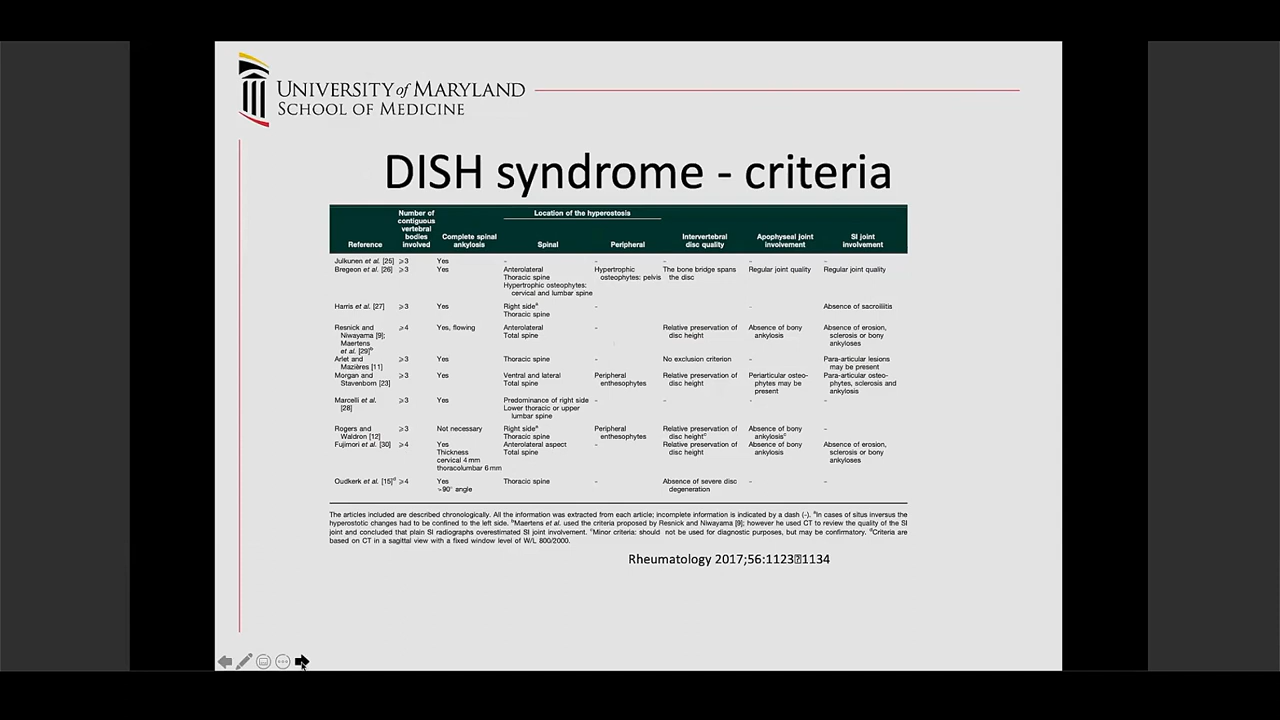 UNIVERSITY of MARYLAND
SCHOOL OF MEDICINE
DISH syndrome - criteria
Reference | Number of contiguous vertebral bodies involved | Complete spinal ankylosis | Location of the hyperostosis | Spinal | Peripheral | Intervertebral disc quality | Apophyseal joint involvement | SI joint involvement
Julkunen et al. [25] ⩾3 Yes – – – – –
Bregeon et al. [26] ⩾3 Yes Anterolateral Hypertrophic The bone bridge spans Regular joint quality Regular joint quality
Thoracic spine osteophytes: pelvis the disc
Hypertrophic osteophytes:
cervical and lumbar spine
Harris et al. [27] ⩾3 Yes Right sideª – – Absence of sacroiliitis
Thoracic spine
Resnick and ⩾4 Yes, flowing Anterolateral – Relative preservation of Absence of bony Absence of erosion,
Niwayama [9]; Total spine disc height ankylosis sclerosis or bony
Maertens ankyloses
et al. [29]ᵇ
Arlet and ⩾3 Yes Thoracic spine – No exclusion criterion – Para-articular lesions
Mazières [11] may be present
Morgan and ⩾3 Yes Ventral and lateral Peripheral Relative preservation of Periarticular osteo- Para-articular osteo-
Stavenborn [23] Total spine enthesophytes disc height phytes may be phytes, sclerosis and
present ankylosis
Marcelli et al. ⩾3 Yes Predominance of right side – – - –
[28] Lower thoracic or upper
lumbar spine
Rogers and ⩾3 Not necessary Right sideª Peripheral Relative preservation of Absence of bony –
Waldron [12] Thoracic spine enthesophytes disc heightᶜ ankylosisᶜ
Fujimori et al. [30] ⩾4 Yes Anterolateral aspect – Relative preservation of Absence of bony Absence of erosion,
Thickness Total spine disc height ankylosis sclerosis or bony
cervical 4 mm ankyloses
thoracolumbar 6 mm
Oudkerk et al. [15]ᵈ ⩾4 Yes Thoracic spine – Absence of severe disc – –
>90° angle degeneration
The articles included are described chronologically. All the information was extracted from each article; incomplete information is indicated by a dash (-). ªIn cases of situs inversus the
hyperostotic changes had to be confined to the left side. ᵇMaertens et al. used the criteria proposed by Resnick and Niwayama [9]; however he used CT to review the quality of the SI
joint and concluded that plain SI radiographs overestimated SI joint involvement. ᶜMinor criteria: should not be used for diagnostic purposes, but may be confirmatory. ᵈCriteria are
based on CT in a sagittal view with a fixed window level of W/L 800/2000.
Rheumatology 2017;56:1123⍰1134